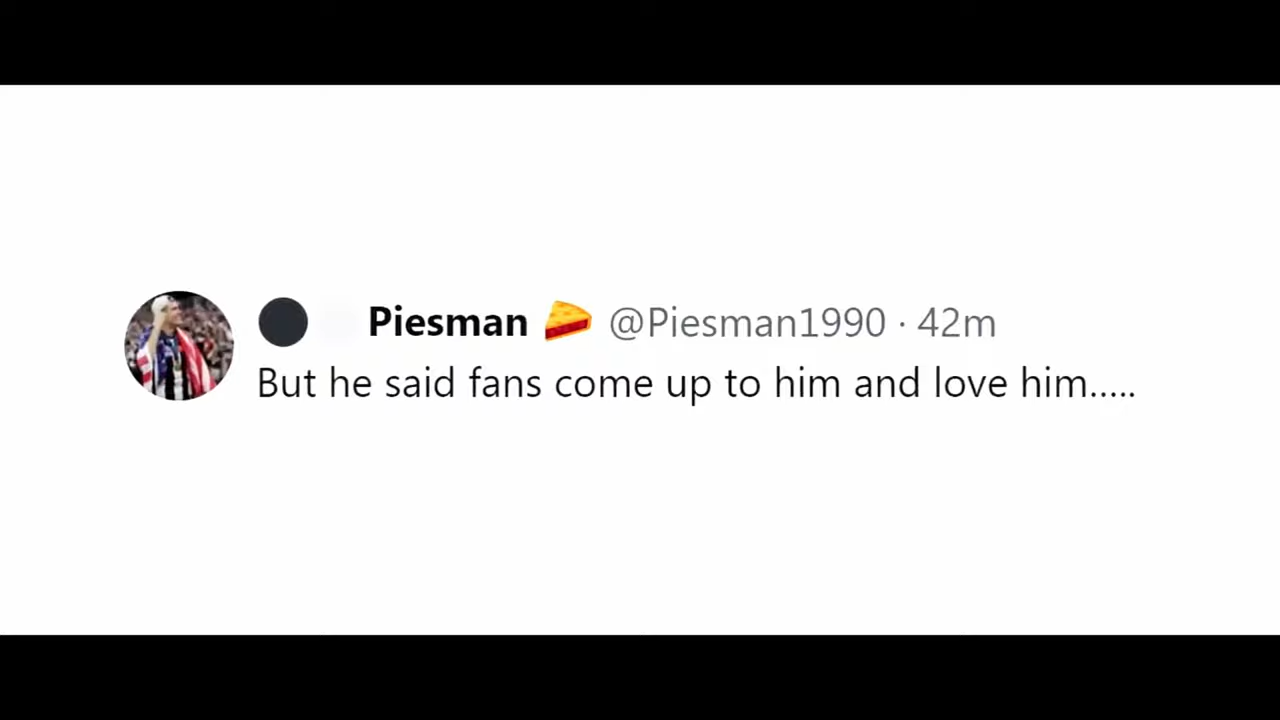 Piesman @Piesman1990 · 42m
But he said fans come up to him and love him.....